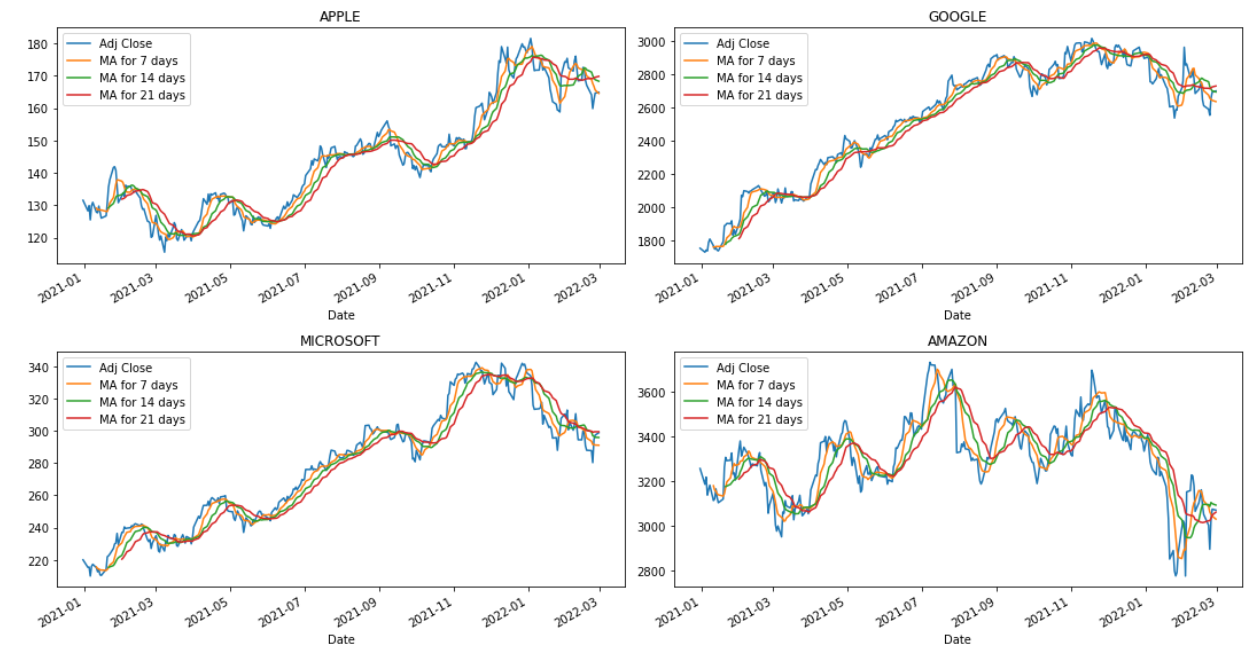 APPLE
Adj Close
MA for 7 days
MA for 14 days
MA for 21 days
180
170
160
150
140
130
120
2021-01
2021-03
2021-05
2021-07
2021-09
2021-11
2022-01
2022-03
Date
GOOGLE
Adj Close
MA for 7 days
MA for 14 days
MA for 21 days
3000
2800
2600
2400
2200
2000
1800
2021-01
2021-03
2021-05
2021-07
2021-09
2021-11
2022-01
2022-03
Date
MICROSOFT
Adj Close
MA for 7 days
MA for 14 days
MA for 21 days
340
320
300
280
260
240
220
2021-01
2021-03
2021-05
2021-07
2021-09
2021-11
2022-01
2022-03
Date
AMAZON
Adj Close
MA for 7 days
MA for 14 days
MA for 21 days
3600
3400
3200
3000
2800
2021-01
2021-03
2021-05
2021-07
2021-09
2021-11
2022-01
2022-03
Date